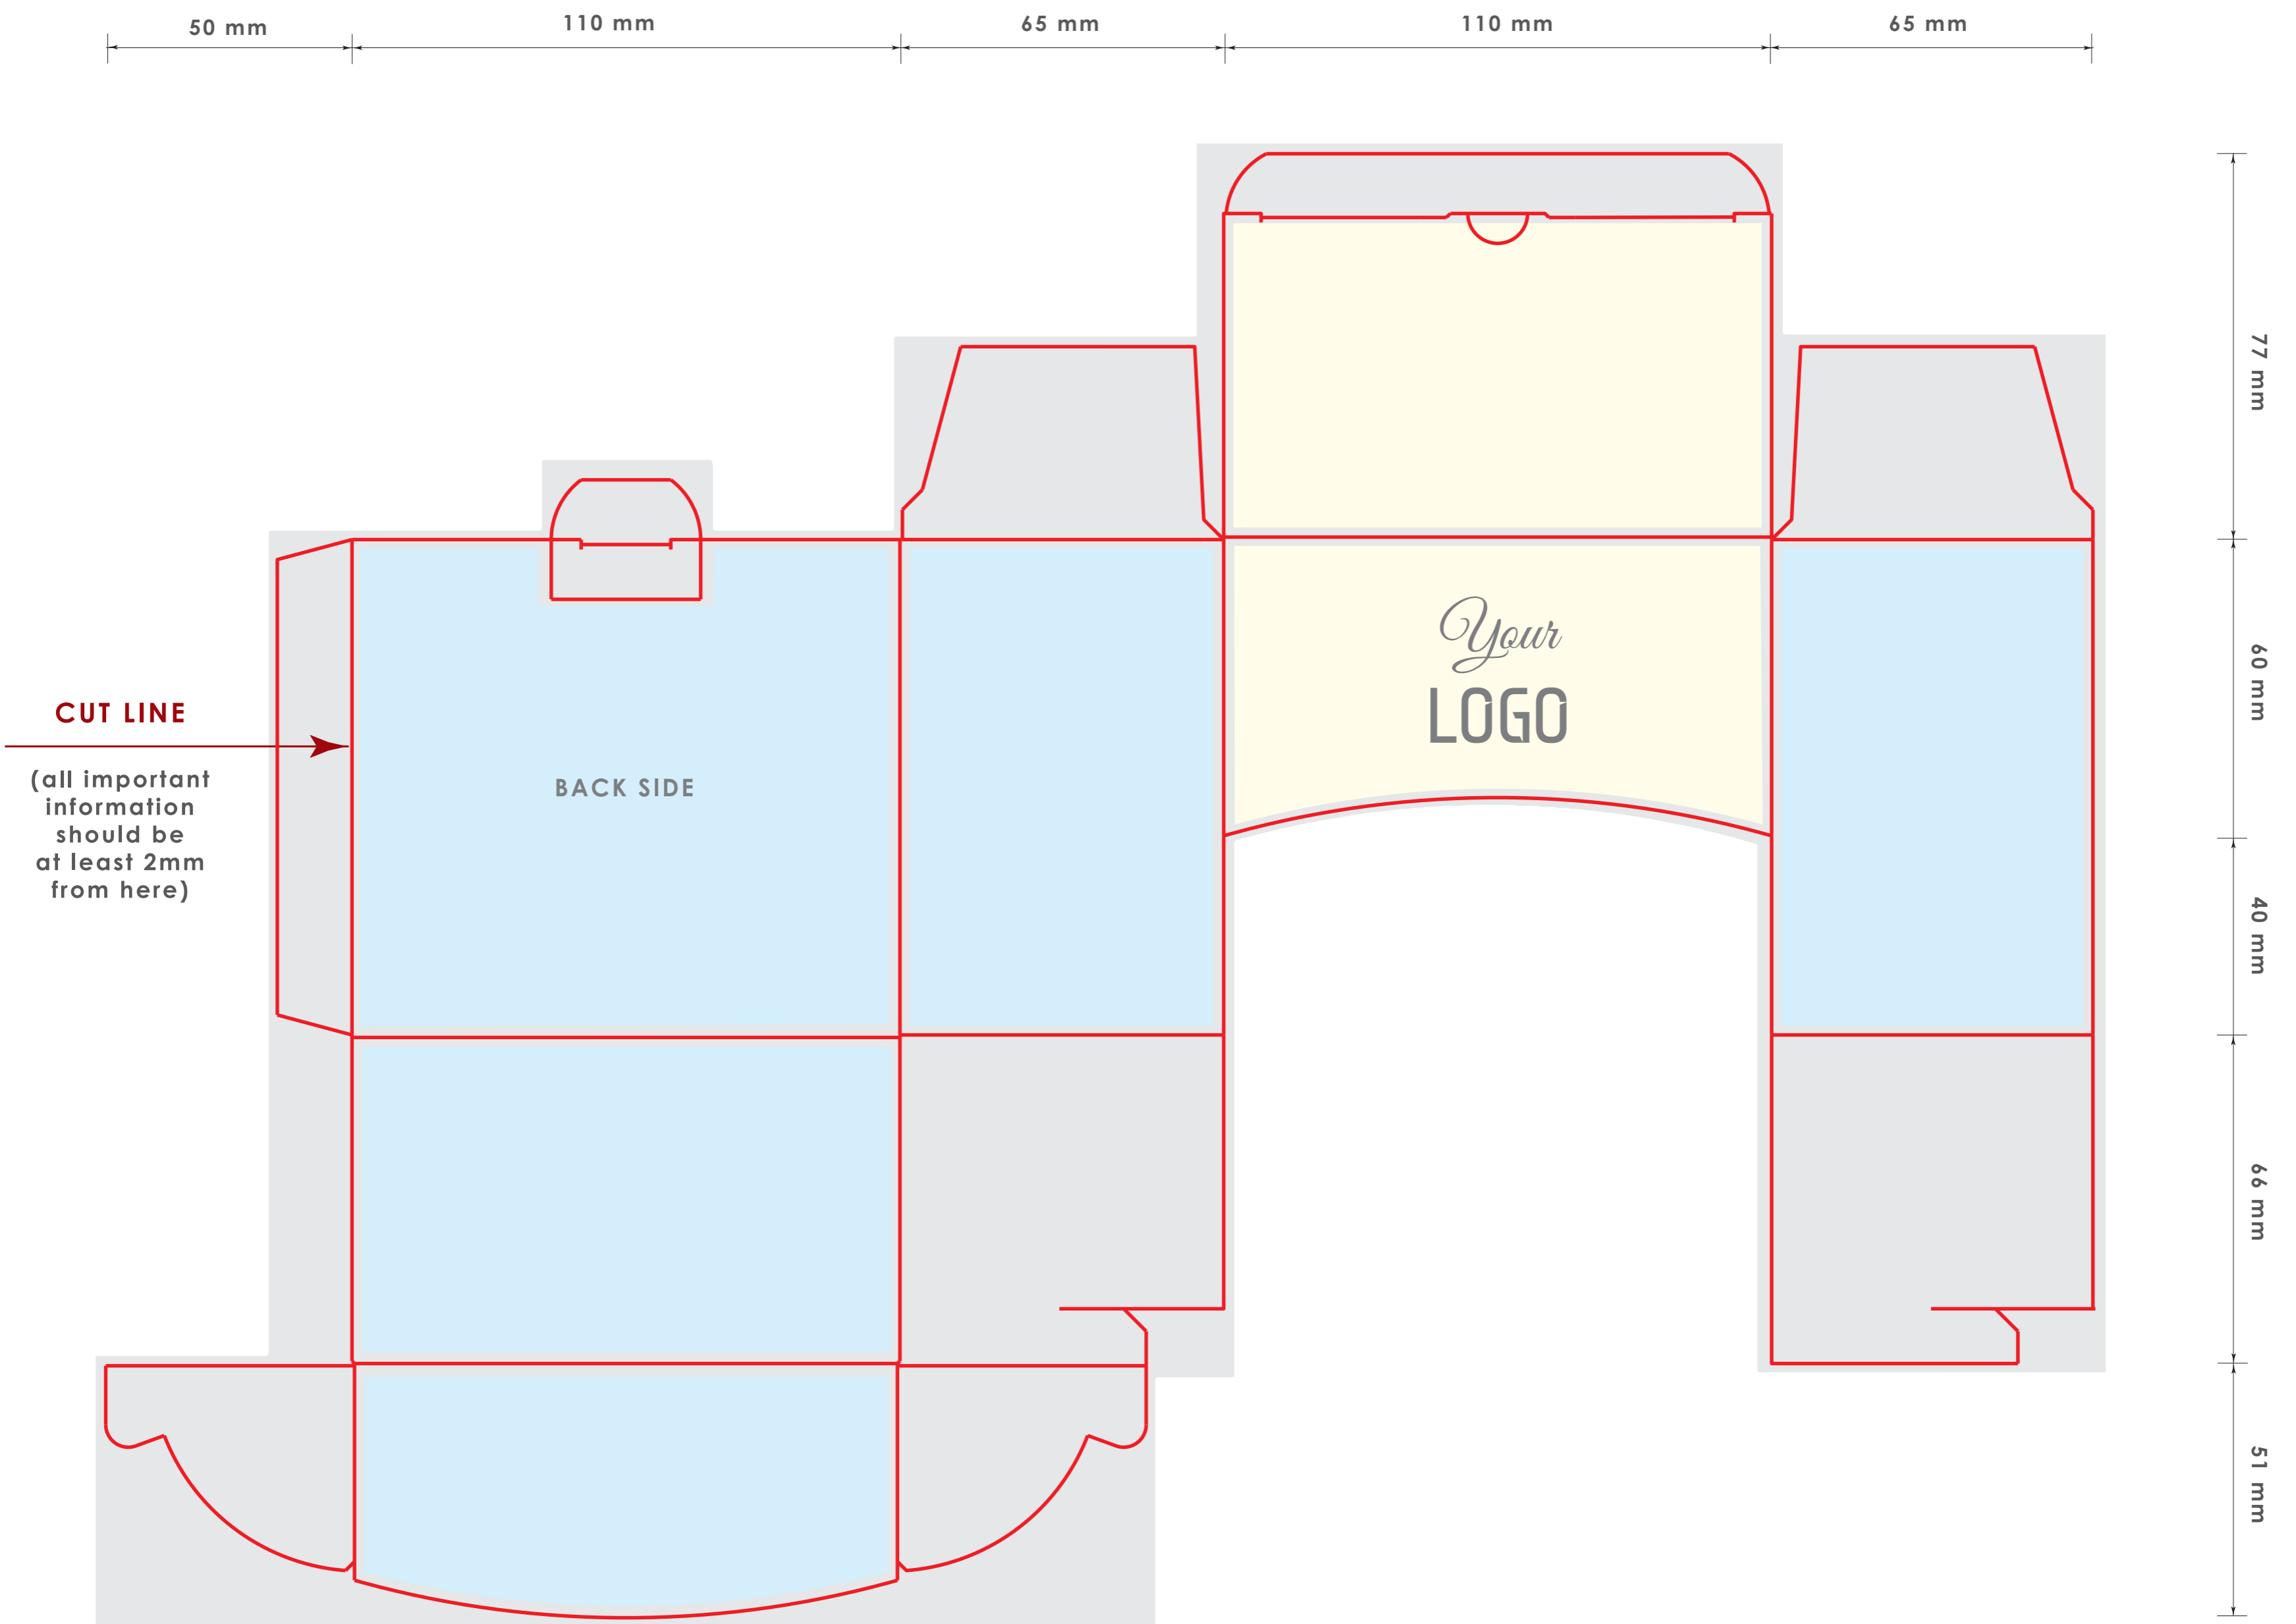 50 mm
110 mm
65 mm
110 mm
65 mm
77 mm
60 mm
40 mm
66 mm
51 mm
CUT LINE
(all important
information
should be
at least 2mm
from here)
BACK SIDE
Your
LOGO